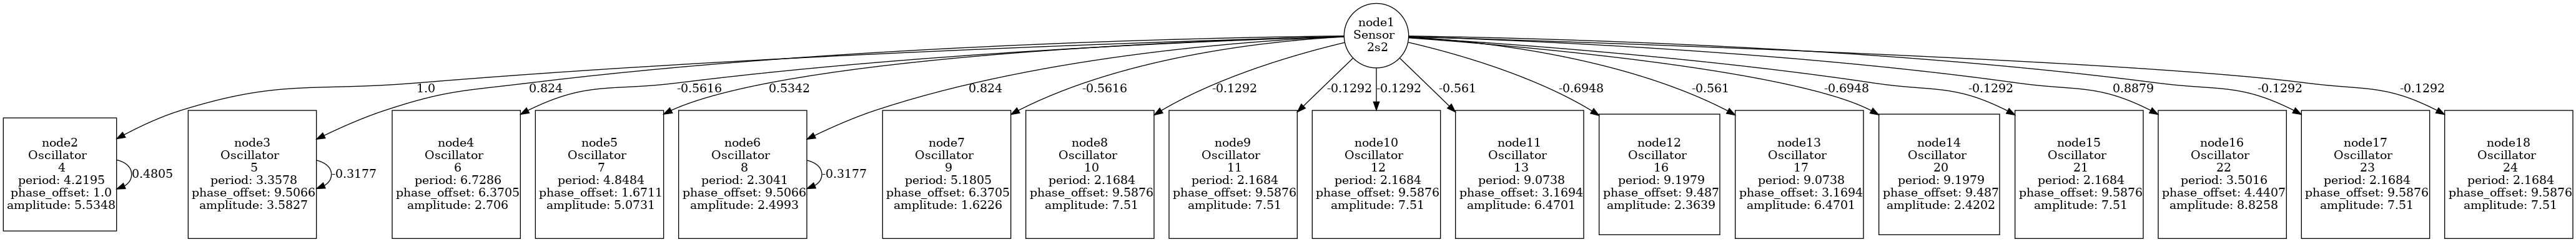 node1
Sensor
2s2
1.0
0.824
-0.5616
0.5342
0.824
-0.5616
-0.1292
-0.1292
-0.1292
-0.561
-0.6948
-0.561
-0.6948
-0.1292
0.8879
-0.1292
-0.1292
node2
Oscillator
4
period: 4.2195
phase_offset: 1.0
amplitude: 5.5348
0.4805
node3
Oscillator
5
period: 3.3578
phase_offset: 9.5066
amplitude: 3.5827
-0.3177
node4
Oscillator
6
period: 6.7286
phase_offset: 6.3705
amplitude: 2.706
node5
Oscillator
7
period: 4.8484
phase_offset: 1.6711
amplitude: 5.0731
node6
Oscillator
8
period: 2.3041
phase_offset: 9.5066
amplitude: 2.4993
-0.3177
node7
Oscillator
9
period: 5.1805
phase_offset: 6.3705
amplitude: 1.6226
node8
Oscillator
10
period: 2.1684
phase_offset: 9.5876
amplitude: 7.51
node9
Oscillator
11
period: 2.1684
phase_offset: 9.5876
amplitude: 7.51
node10
Oscillator
12
period: 2.1684
phase_offset: 9.5876
amplitude: 7.51
node11
Oscillator
13
period: 9.0738
phase_offset: 3.1694
amplitude: 6.4701
node12
Oscillator
16
period: 9.1979
phase_offset: 9.487
amplitude: 2.3639
node13
Oscillator
17
period: 9.0738
phase_offset: 3.1694
amplitude: 6.4701
node14
Oscillator
20
period: 9.1979
phase_offset: 9.487
amplitude: 2.4202
node15
Oscillator
21
period: 2.1684
phase_offset: 9.5876
amplitude: 7.51
node16
Oscillator
22
period: 3.5016
phase_offset: 4.4407
amplitude: 8.8258
node17
Oscillator
23
period: 2.1684
phase_offset: 9.5876
amplitude: 7.51
node18
Oscillator
24
period: 2.1684
phase_offset: 9.5876
amplitude: 7.51